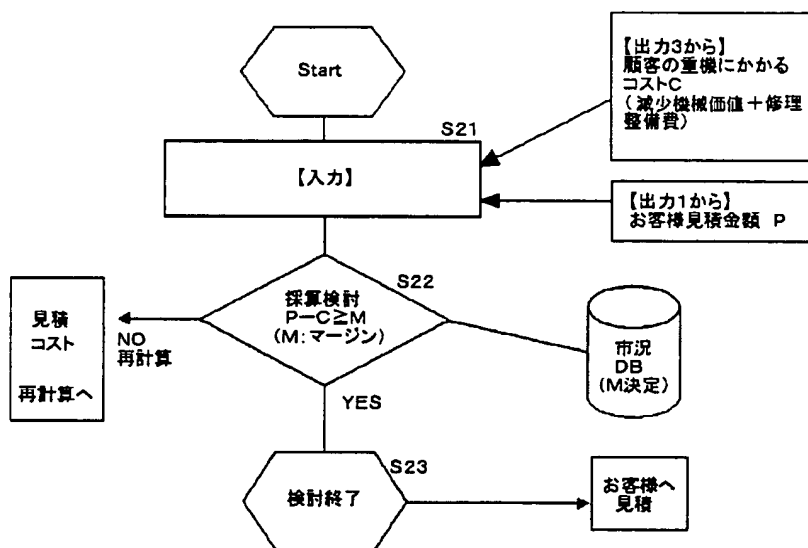 Start
【出力3から】
顧客の重機にかかる
コストC
(減少機械価値+修理
整備費)
S21
【入力】
【出力1から】
お客様見積金額 P
S22
採算検討
P-C≧M
(M:マージン)
見積
コスト
再計算へ
NO
再計算
市況
DB
(M決定)
YES
S23
検討終了
お客様へ
見積